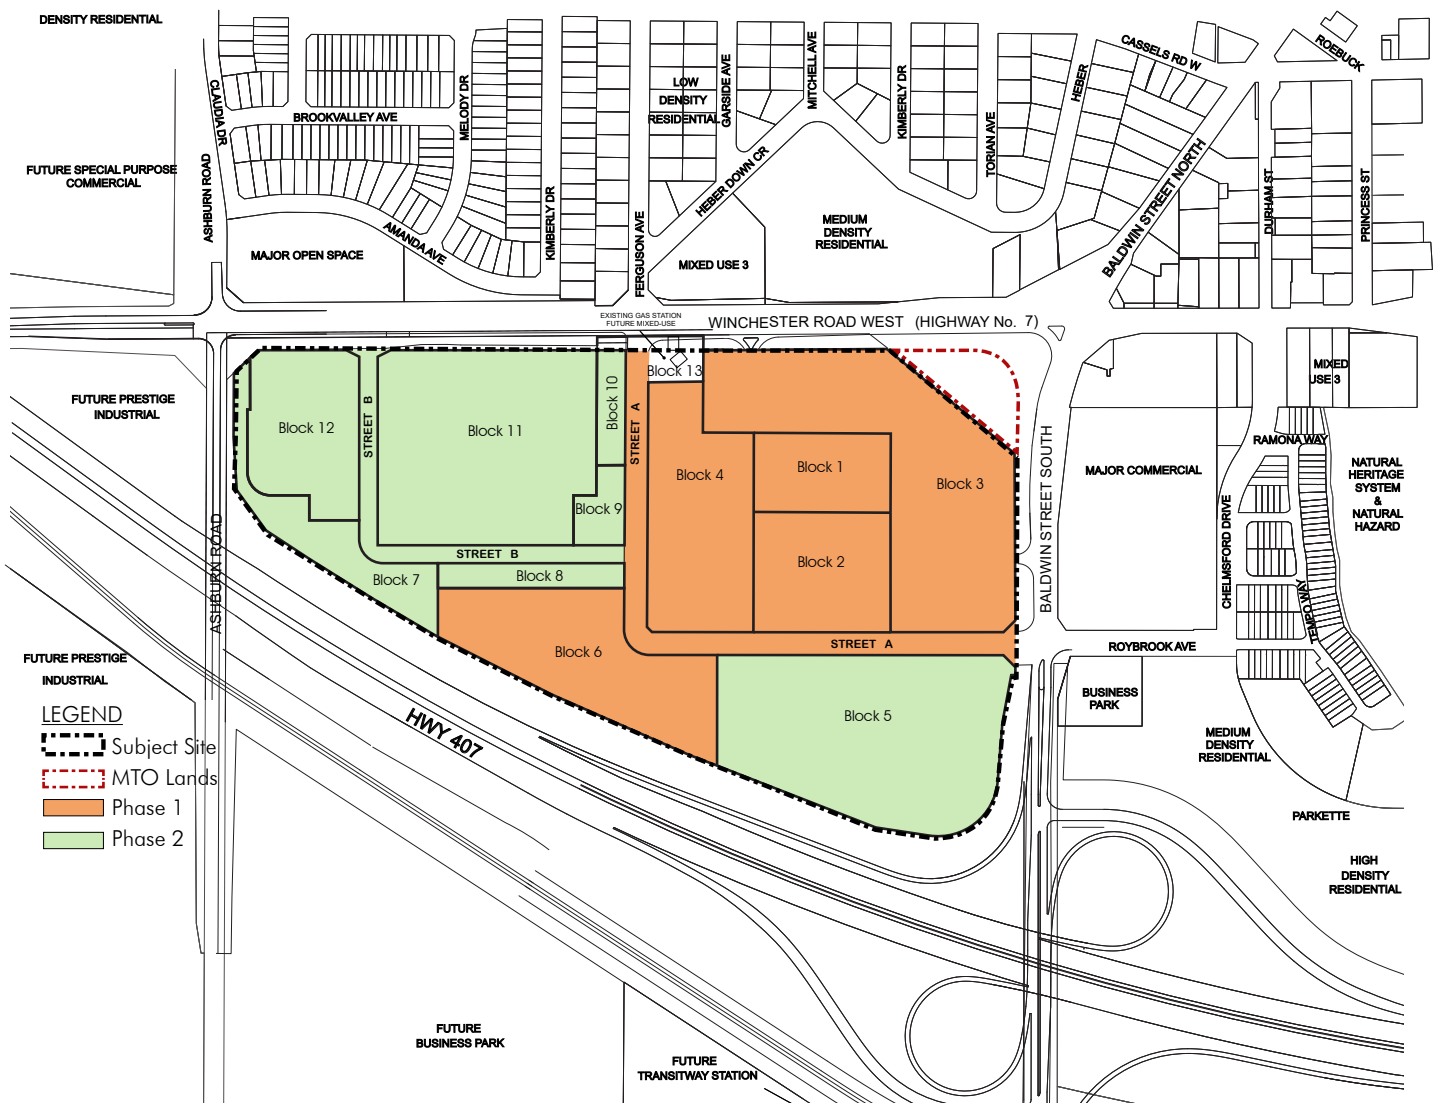 DENSITY RESIDENTIAL
CLAUDIA DR
BROOKVALLEY AVE
MELODY DR
LOW
DENSITY
RESIDENTIAL
GARSIDE AVE
MITCHELL AVE
KIMBERLY DR
HEBER
CASSELS RD W
ROEBUCK
FUTURE SPECIAL PURPOSE
COMMERCIAL
ASHBURN ROAD
KIMBERLY DR
AMANDA AVE
MAJOR OPEN SPACE
FERGUSON AVE
HEBER DOWN CR
MIXED USE 3
MEDIUM
DENSITY
RESIDENTIAL
TORIAN AVE
BALDWIN STREET NORTH
DURHAM ST
PRINCESS ST
EXISTING GAS STATION
FUTURE MIXED-USE
WINCHESTER ROAD WEST (HIGHWAY No. 7)
FUTURE PRESTIGE
INDUSTRIAL
Block 12
STREET B
Block 11
Block 10
STREET A
Block 13
Block 9
Block 4
Block 1
Block 2
Block 3
STREET B
Block 8
Block 7
Block 6
STREET A
Block 5
BALDWIN STREET SOUTH
MAJOR COMMERCIAL
MIXED
USE 3
RAMONA WAY
NATURAL
HERITAGE
SYSTEM
&
NATURAL
HAZARD
CHELMSFORD DRIVE
TEMPO WAY
ROYBROOK AVE
BUSINESS
PARK
MEDIUM
DENSITY
RESIDENTIAL
PARKETTE
HIGH
DENSITY
RESIDENTIAL
ASHBURN ROAD
FUTURE PRESTIGE
INDUSTRIAL
LEGEND
Subject Site
MTO Lands
Phase 1
Phase 2
HWY 407
FUTURE
BUSINESS PARK
FUTURE
TRANSITWAY STATION